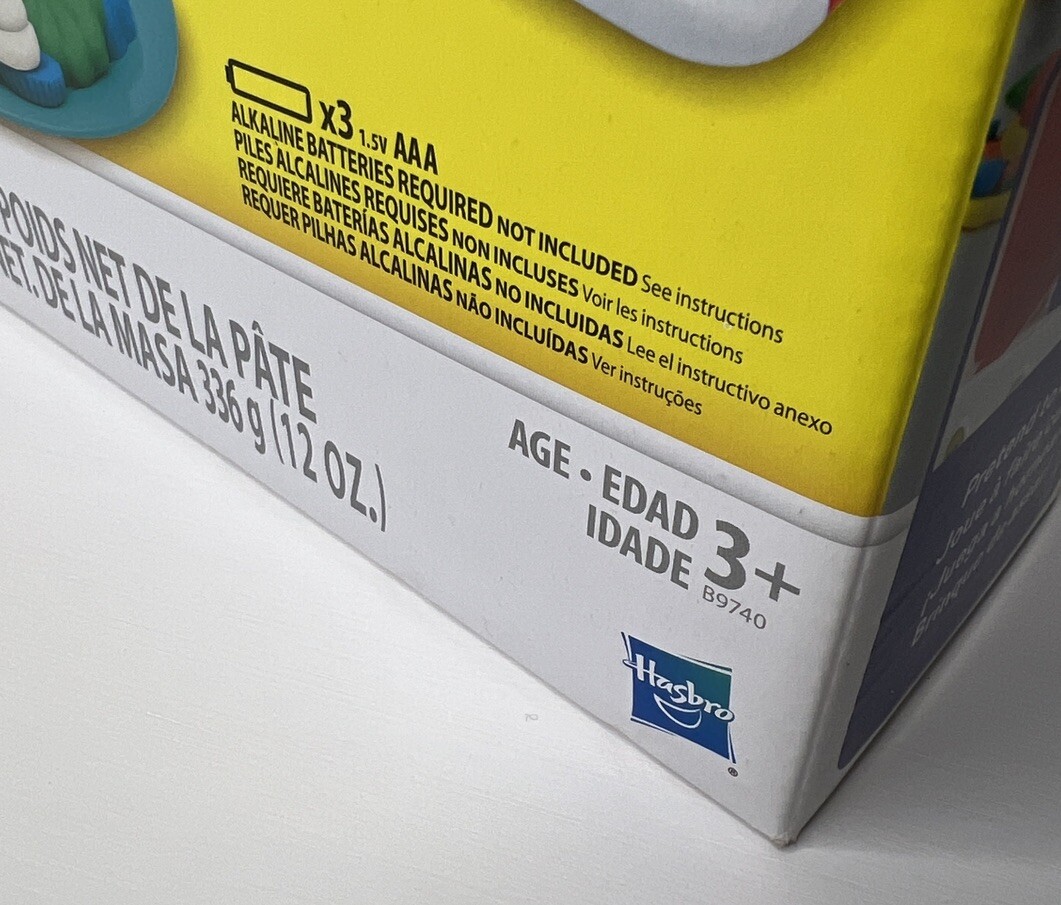 x3 1.5V AAA
ALKALINE BATTERIES REQUIRED NOT INCLUDED See instructions
PILES ALCALINES REQUISES NON INCLUSES Voir les instructions
REQUIERE BATERÍAS ALCALINAS NO INCLUIDAS Lee el instructivo anexo
REQUER PILHAS ALCALINAS NÃO INCLUÍDAS Ver instruções
POIDS NET DE LA PÂTE
DE LA MASA 336 g (12 OZ.)
AGE • EDAD 3+
IDADE
B9740
Hasbro
®